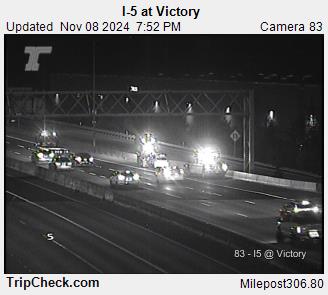 I-5 at Victory
Updated Nov 08 2024 7:52 PM Camera 83
T
83 - I5 @ Victory
TripCheck.com Milepost306.80